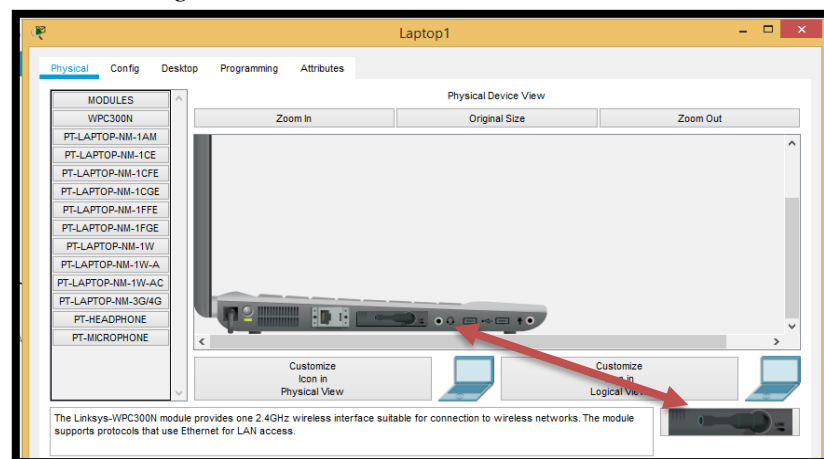 Laptop1
Physical Config Desktop Programming Attributes
MODULES
WPC300N
PT-LAPTOP-NM-1AM
PT-LAPTOP-NM-1CE
PT-LAPTOP-NM-1CFE
PT-LAPTOP-NM-1CGE
PT-LAPTOP-NM-1FFE
PT-LAPTOP-NM-1FGE
PT-LAPTOP-NM-1W
PT-LAPTOP-NM-1W-A
PT-LAPTOP-NM-1W-AC
PT-LAPTOP-NM-3G/4G
PT-HEADPHONE
PT-MICROPHONE
Physical Device View
Zoom In Original Size Zoom Out
Customize
Icon in
Physical View
Customize
in
Logical View
The Linksys-WPC300N module provides one 2.4GHz wireless interface suitable for connection to wireless networks. The module
supports protocols that use Ethernet for LAN access.